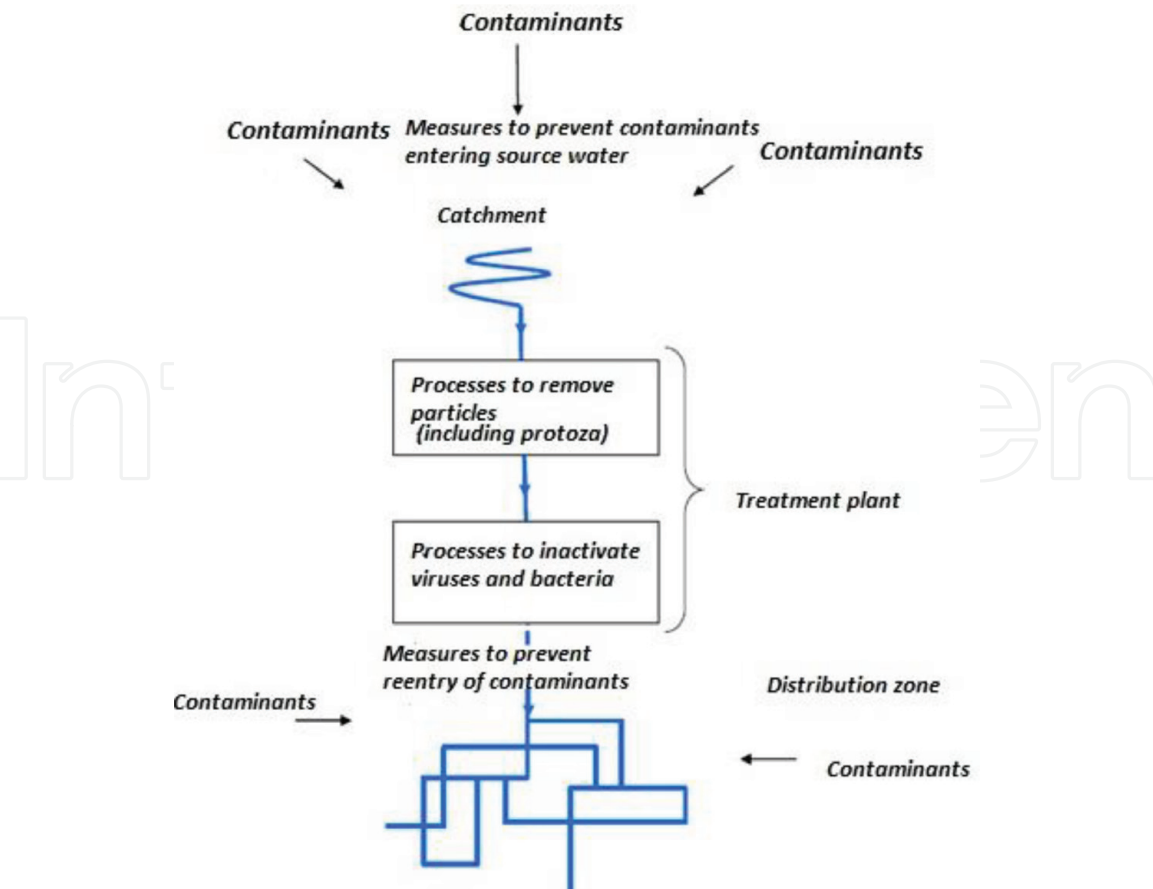 Contaminants
Contaminants
Measures to prevent contaminants
entering source water
Contaminants
Catchment
Processes to remove
particles
(including protoza)
Treatment plant
Processes to inactivate
viruses and bacteria
Measures to prevent
reentry of contaminants
Distribution zone
Contaminants
Contaminants